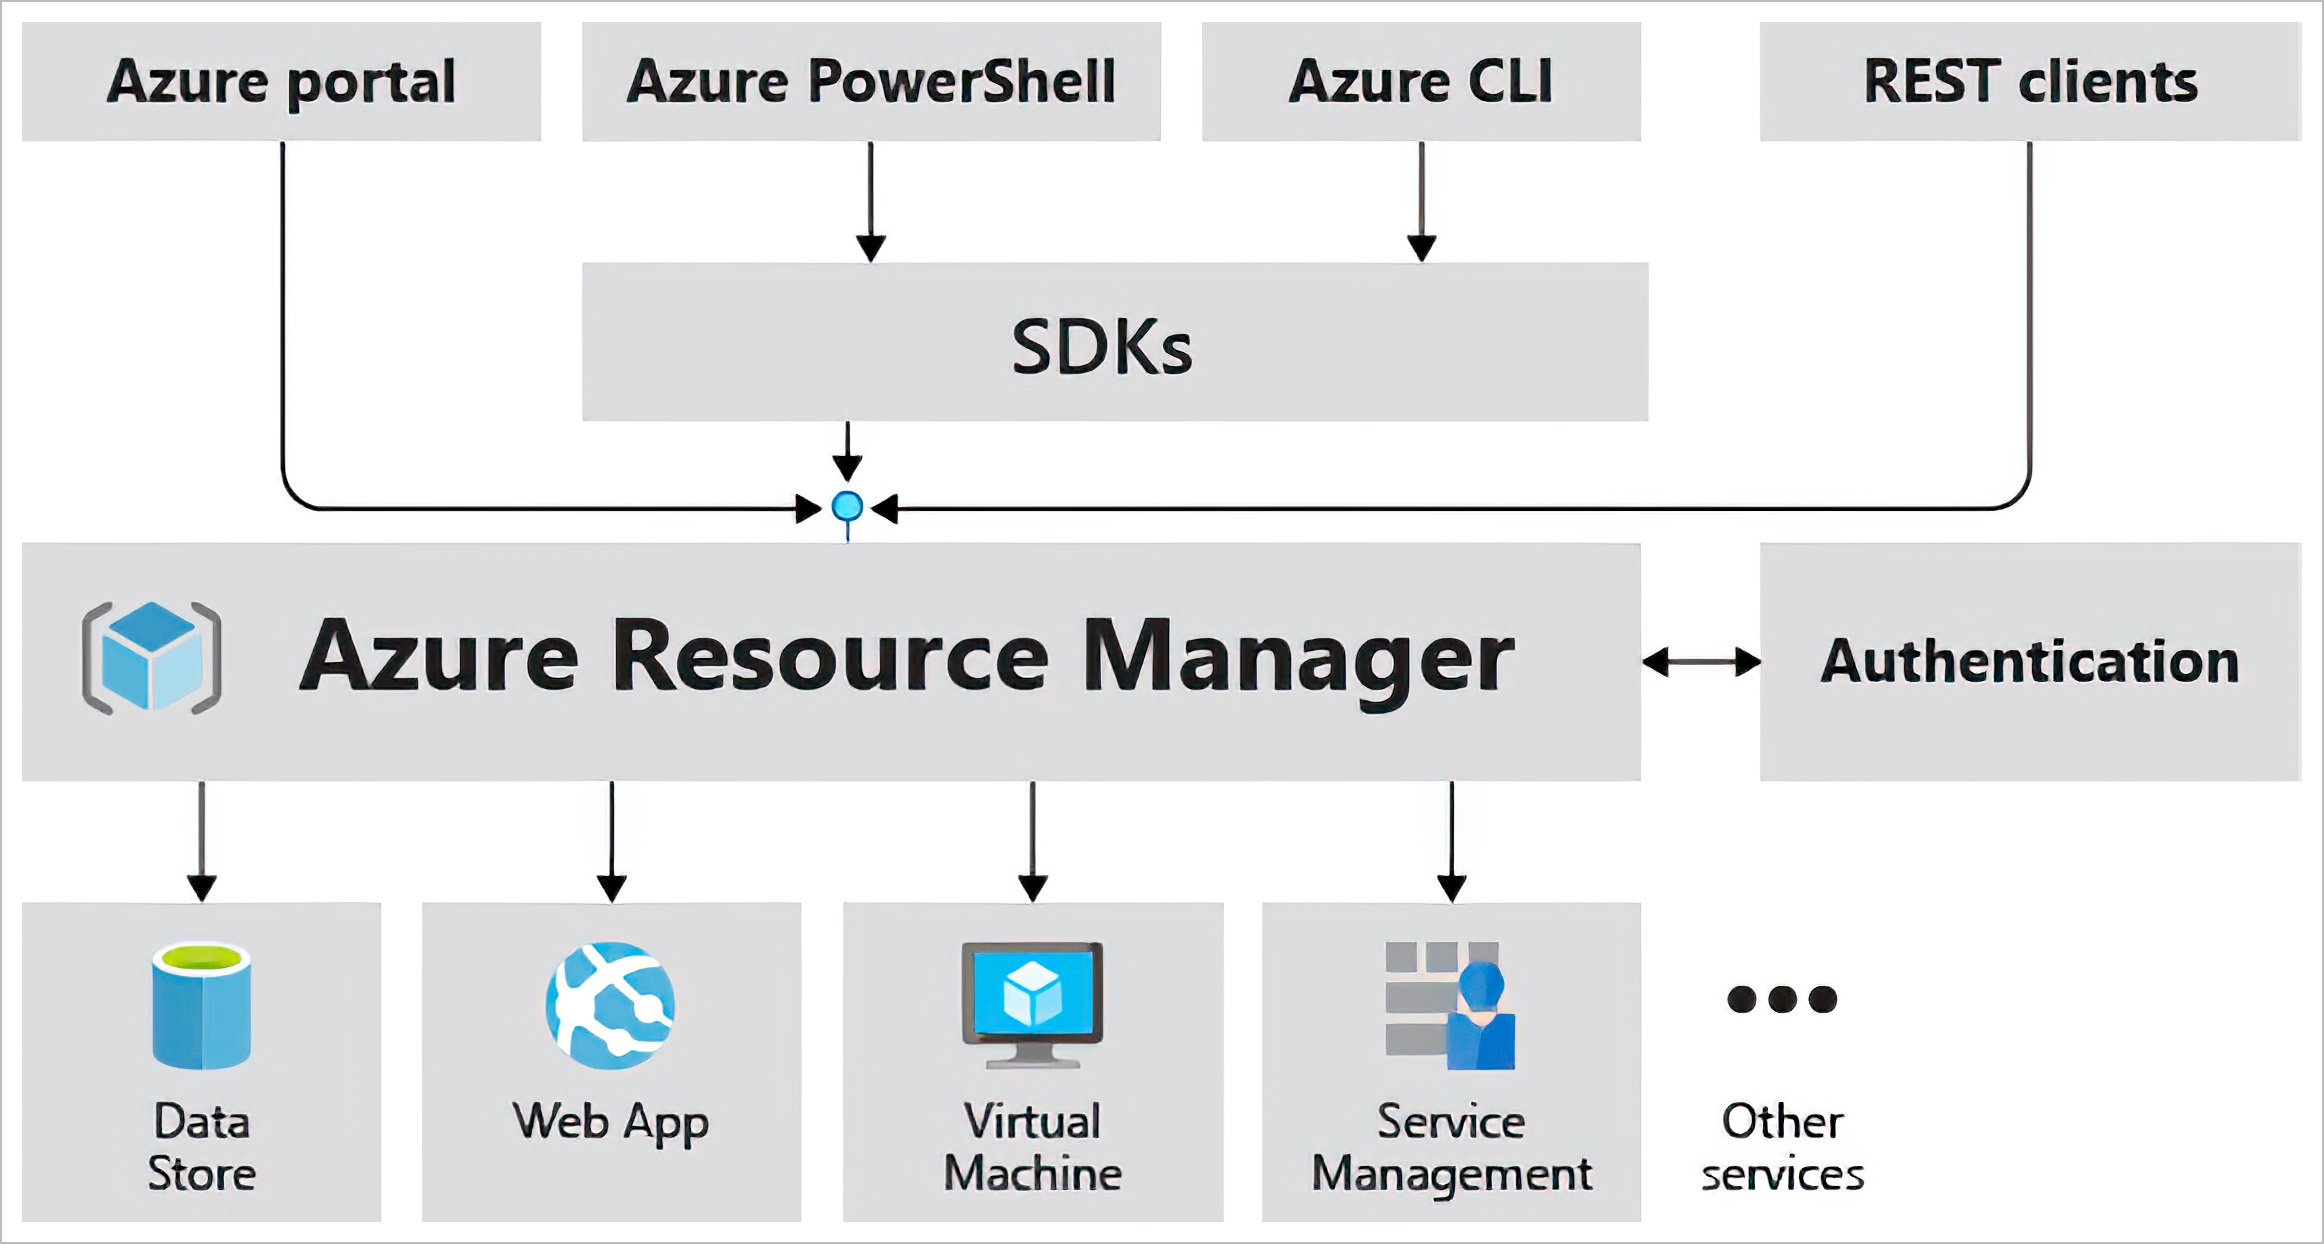 Azure portal
Azure PowerShell
Azure CLI
REST clients
SDKs
Azure Resource Manager
Authentication
Data
Store
Web App
Virtual
Machine
Service
Management
Other
services